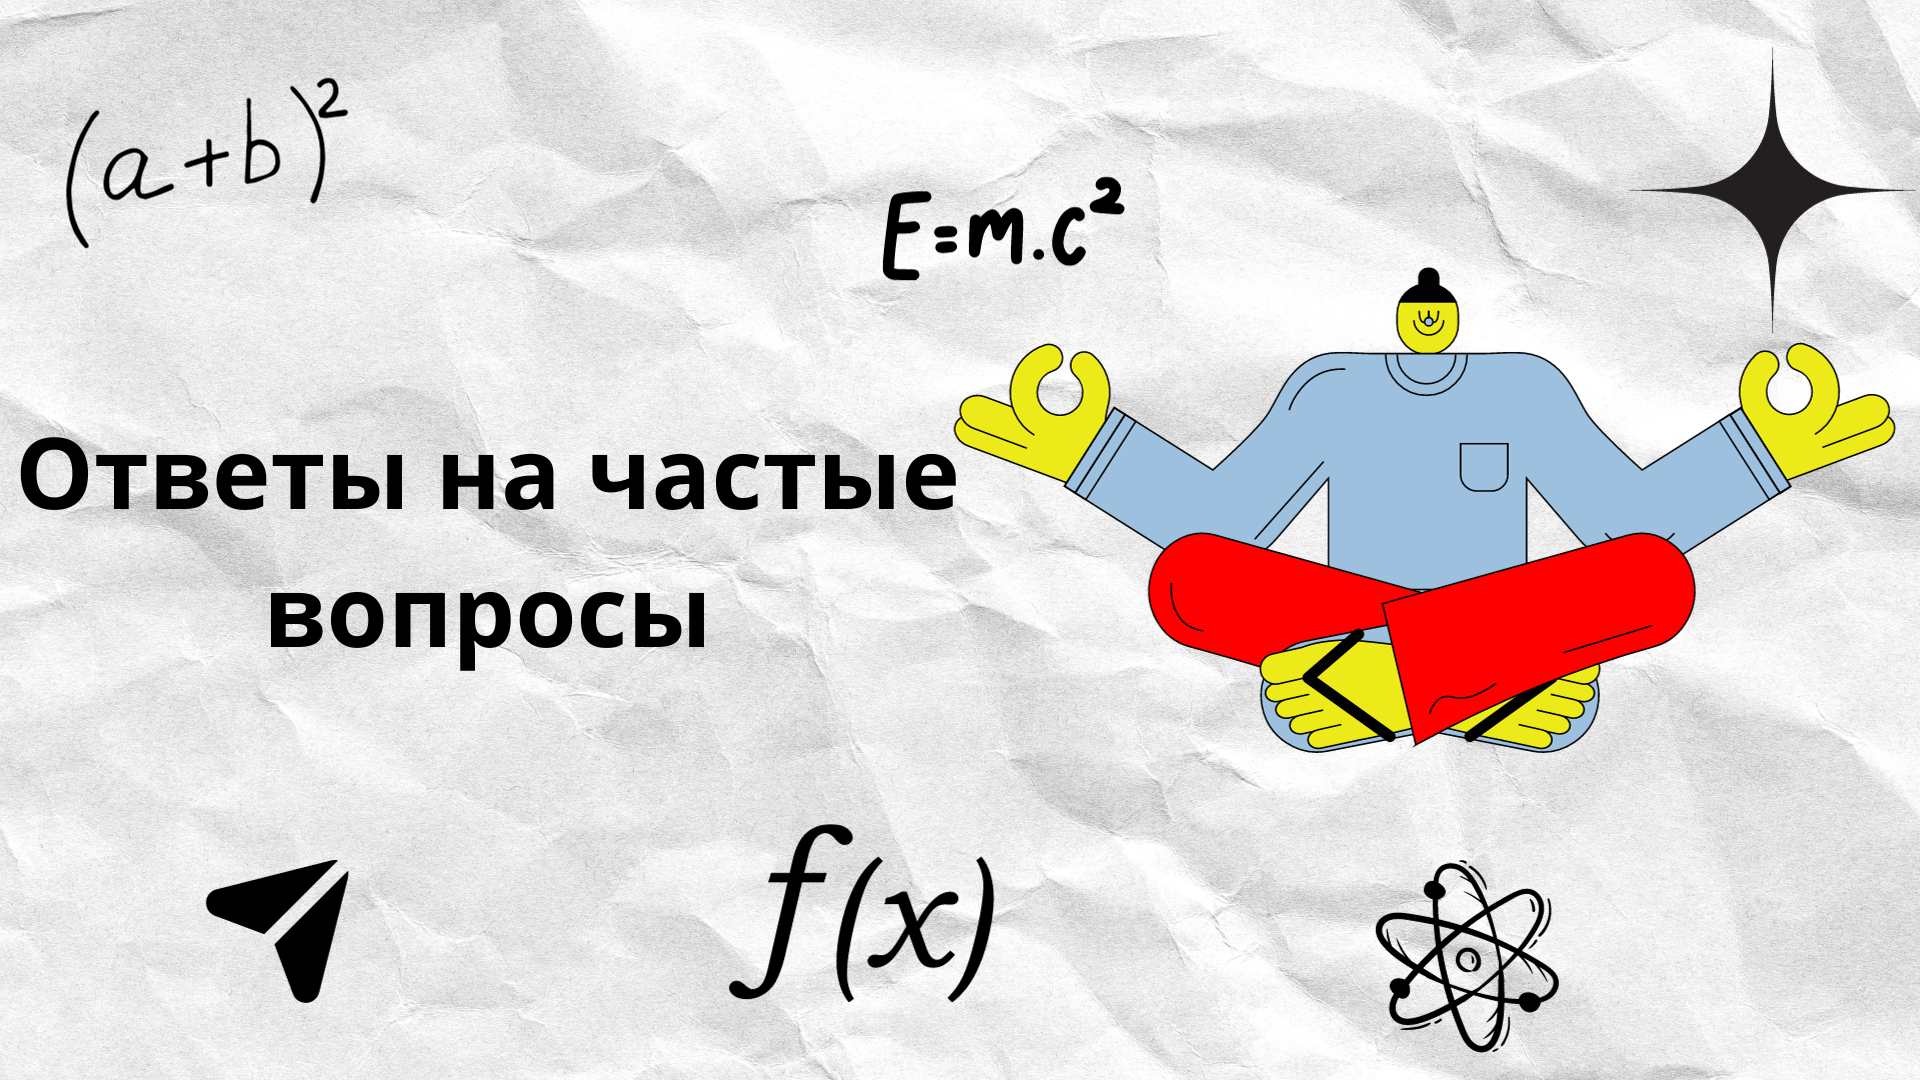 (a+b)²
E=m.c²
Ответы на частые
вопросы
f(x)